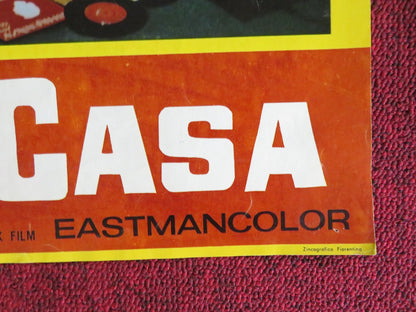 CASA
FILM EASTMANCOLOR
Zincografica Fiorentina